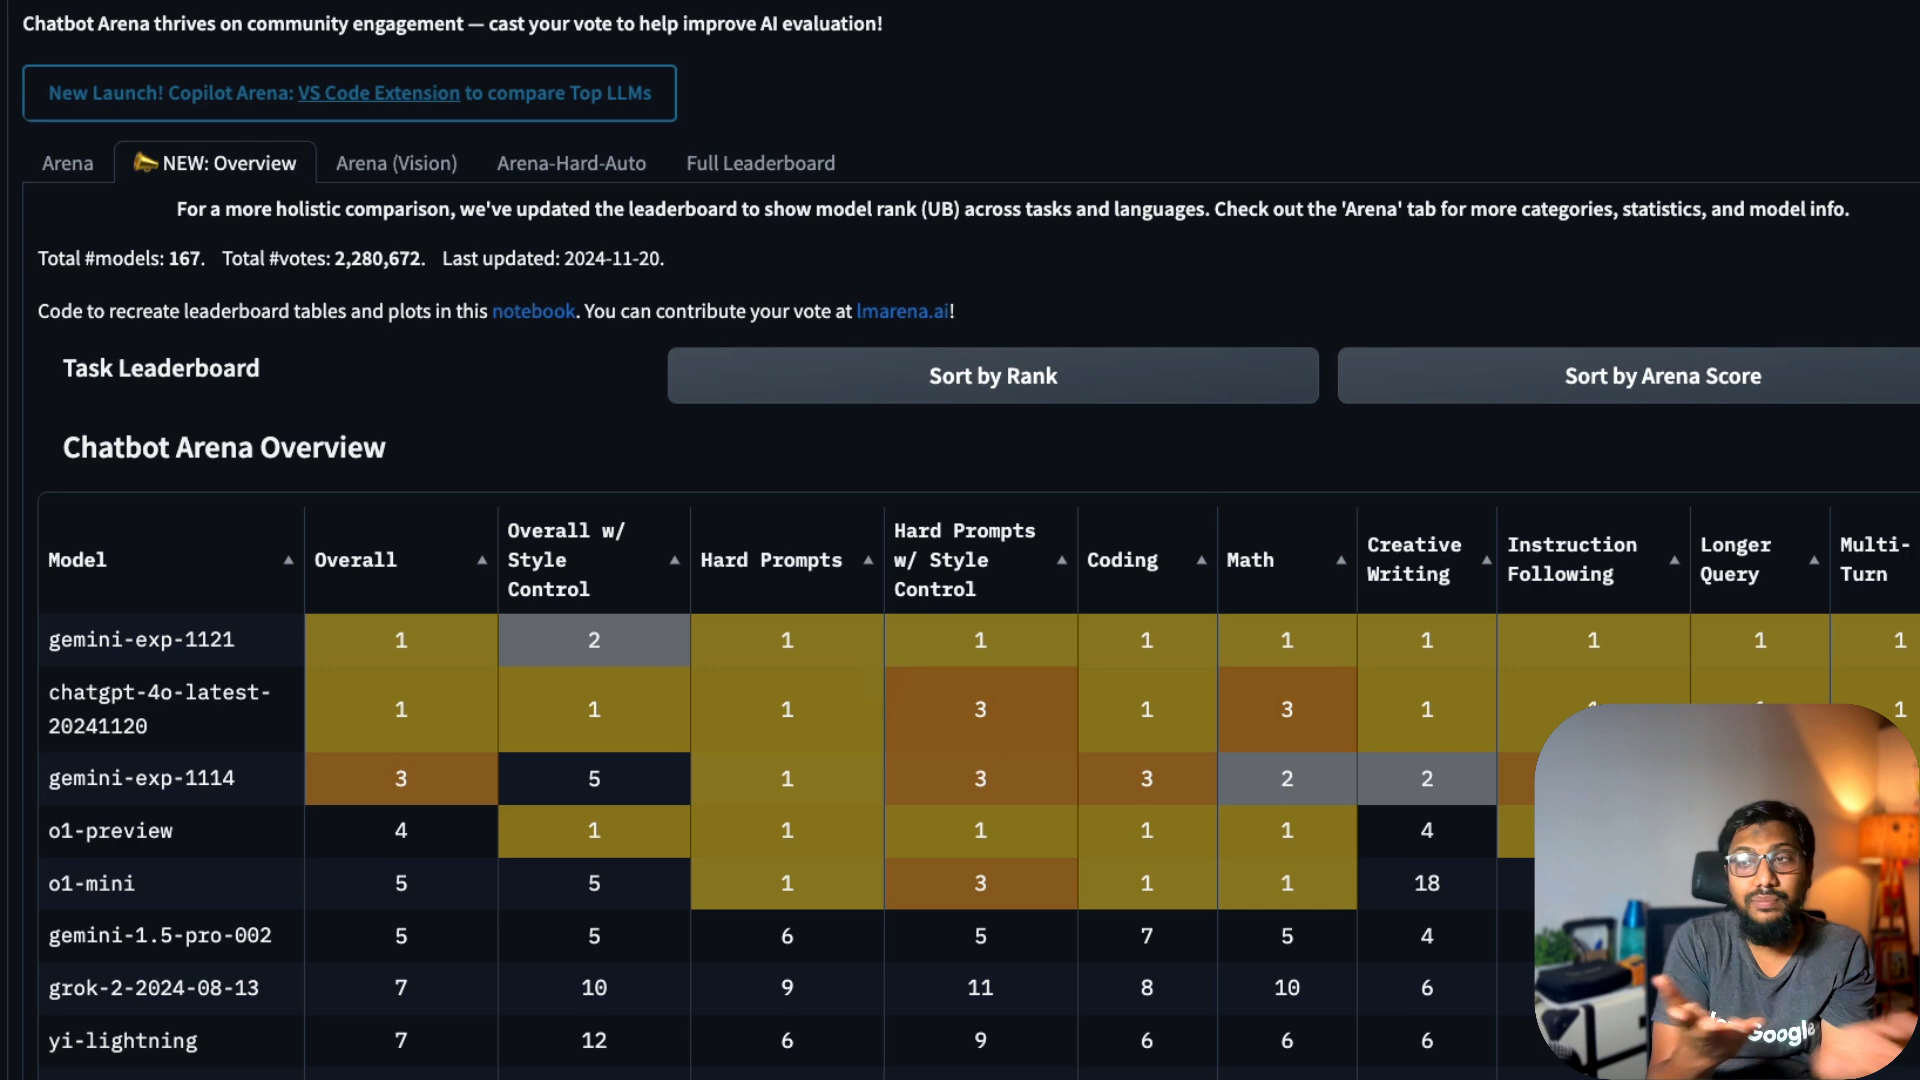 Chatbot Arena thrives on community engagement — cast your vote to help improve AI evaluation!
New Launch! Copilot Arena: VS Code Extension to compare Top LLMs
Arena NEW: Overview Arena (Vision) Arena-Hard-Auto Full Leaderboard
For a more holistic comparison, we've updated the leaderboard to show model rank (UB) across tasks and languages. Check out the 'Arena' tab for more categories, statistics, and model info.
Total #models: 167. Total #votes: 2,280,672. Last updated: 2024-11-20.
Code to recreate leaderboard tables and plots in this notebook. You can contribute your vote at lmarena.ai!
Task Leaderboard Sort by Rank Sort by Arena Score
Chatbot Arena Overview
Model Overall Overall w/ Style Control Hard Prompts Hard Prompts w/ Style Control Coding Math Creative Writing Instruction Following Longer Query Multi-Turn
gemini-exp-1121 1 2 1 1 1 1 1 1 1 1
chatgpt-4o-latest-20241120 1 1 1 3 1 3 1 1
gemini-exp-1114 3 5 1 3 3 2 2
o1-preview 4 1 1 1 1 1 4
o1-mini 5 5 1 3 1 1 18
gemini-1.5-pro-002 5 5 6 5 7 5 4
grok-2-2024-08-13 7 10 9 11 8 10 6
yi-lightning 7 12 6 9 6 6 6
Google